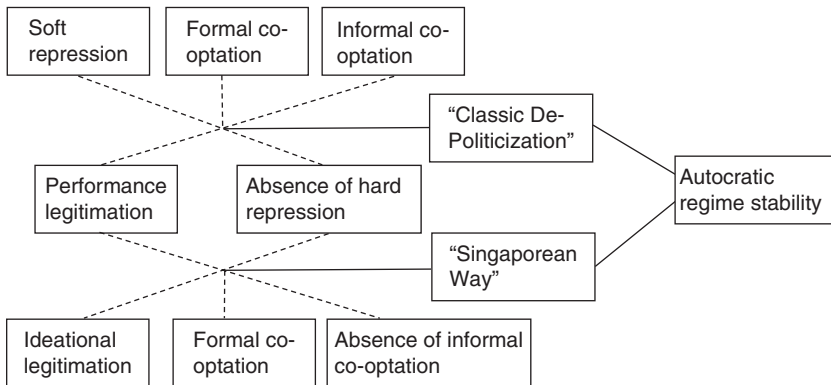 Soft
repression
Formal co-
optation
Informal co-
optation
“Classic De-
Politicization”
Performance
legitimation
Absence of hard
repression
Autocratic
regime stability
“Singaporean
Way”
Ideational
legitimation
Formal co-
optation
Absence of informal
co-optation